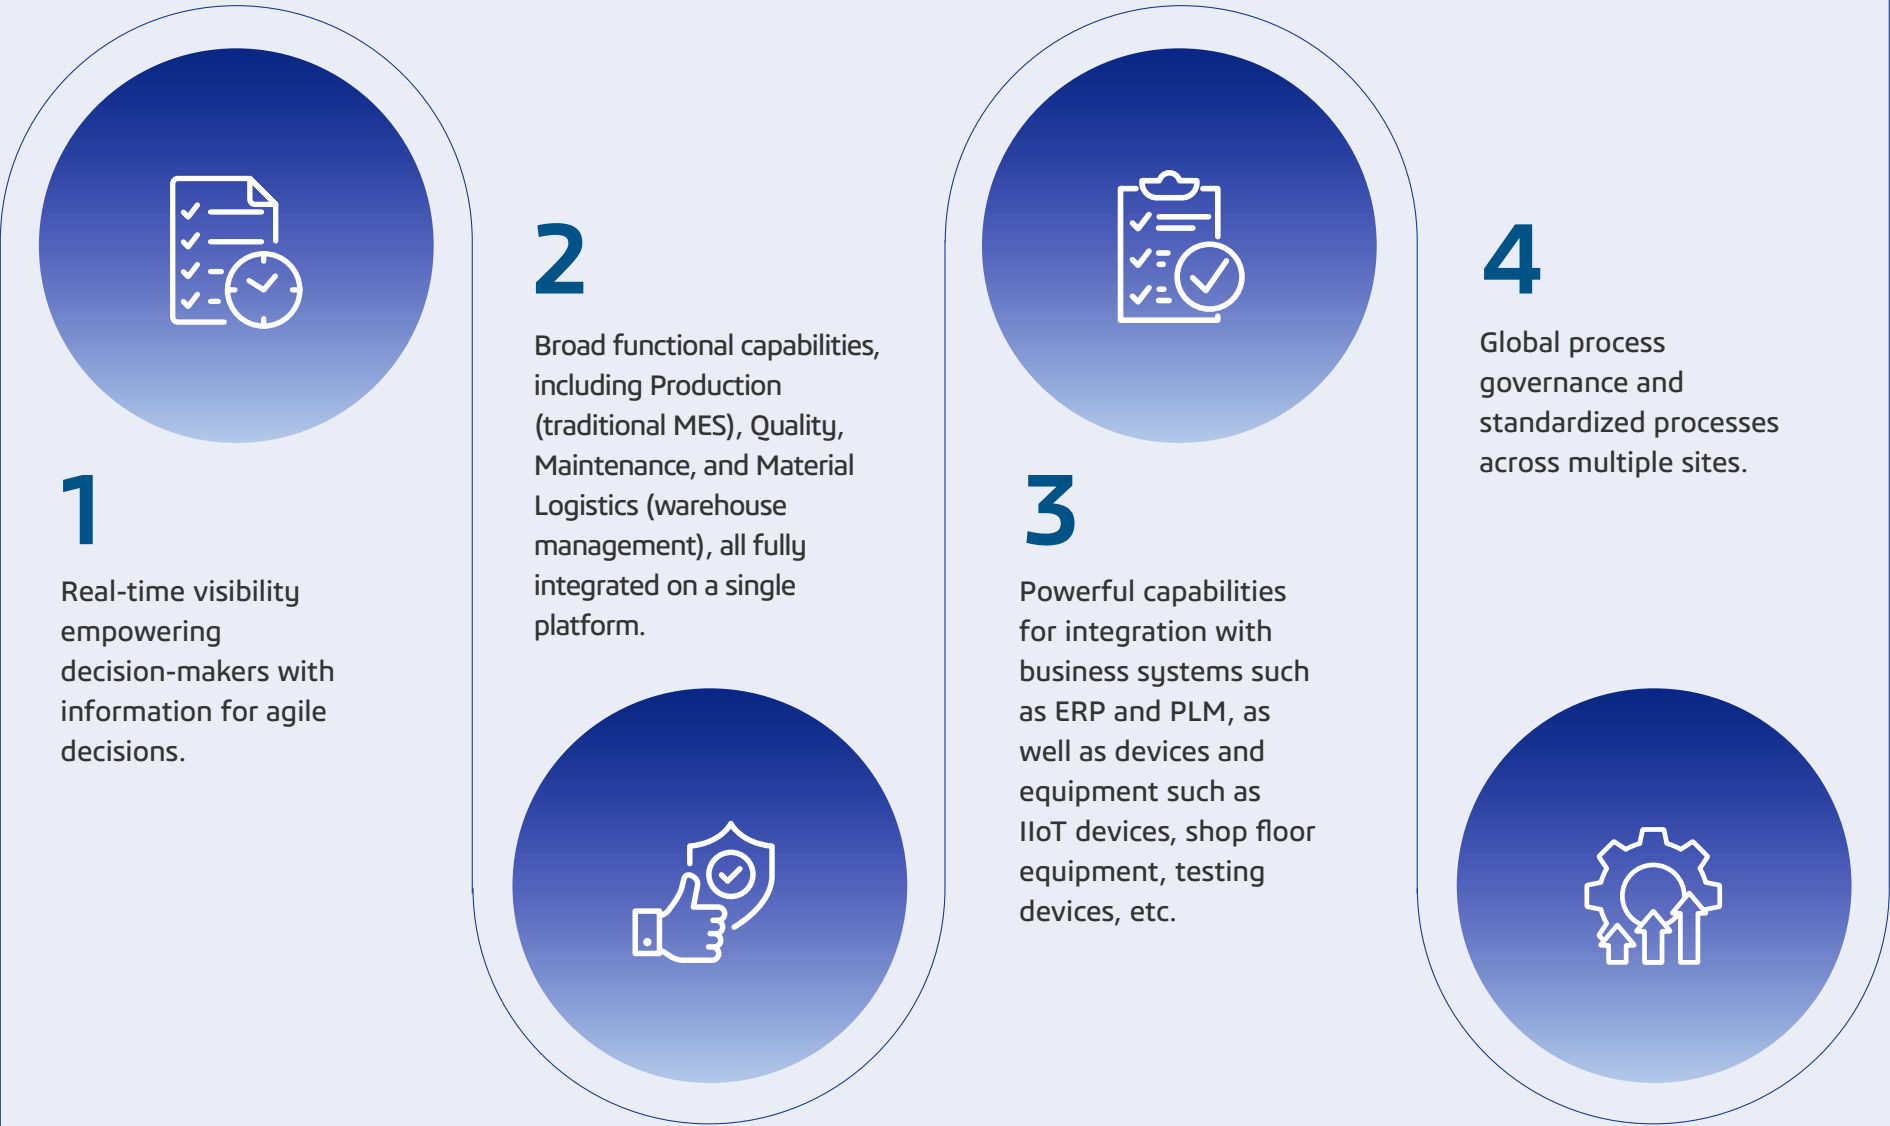 1
Real-time visibility
empowering
decision-makers with
information for agile
decisions.
2
Broad functional capabilities,
including Production
(traditional MES), Quality,
Maintenance, and Material
Logistics (warehouse
management), all fully
integrated on a single
platform.
3
Powerful capabilities
for integration with
business systems such
as ERP and PLM, as
well as devices and
equipment such as
IIoT devices, shop floor
equipment, testing
devices, etc.
4
Global process
governance and
standardized processes
across multiple sites.